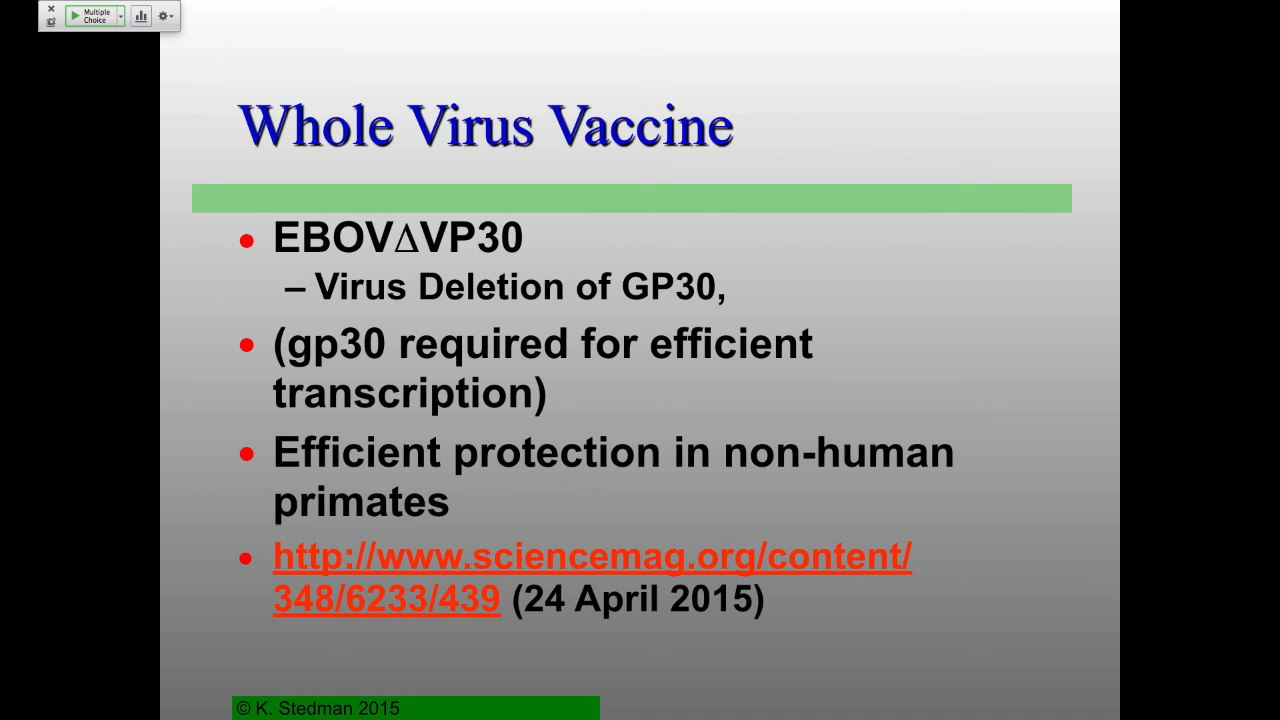 Multiple
Choice
Whole Virus Vaccine
• EBOV∆VP30
– Virus Deletion of GP30,
• (gp30 required for efficient
transcription)
• Efficient protection in non-human
primates
• http://www.sciencemag.org/content/
348/6233/439 (24 April 2015)
© K. Stedman 2015